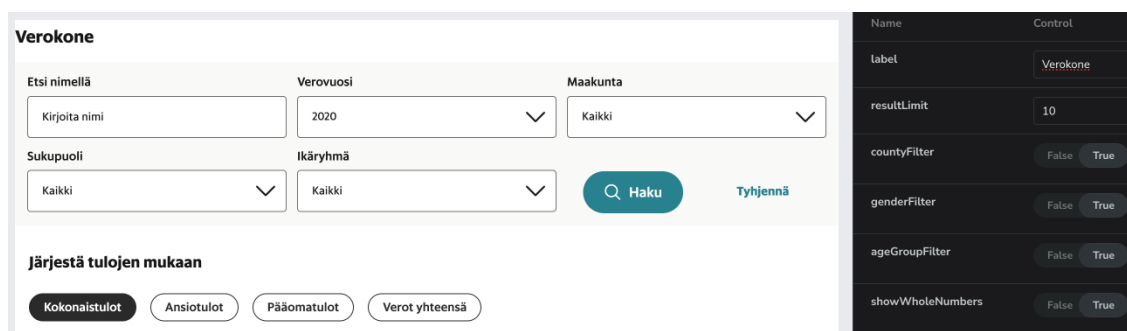 Verokone
Etsi nimellä Verovuosi Maakunta
Kirjoita nimi 2020 Kaikki
Sukupuoli Ikäryhmä
Kaikki Kaikki Haku Tyhjennä
Järjestä tulojen mukaan
Kokonaistulot Ansiotulot Pääomatulot Verot yhteensä
Name Control
label Verokone
resultLimit 10
countyFilter False True
genderFilter False True
ageGroupFilter False True
showWholeNumbers False True